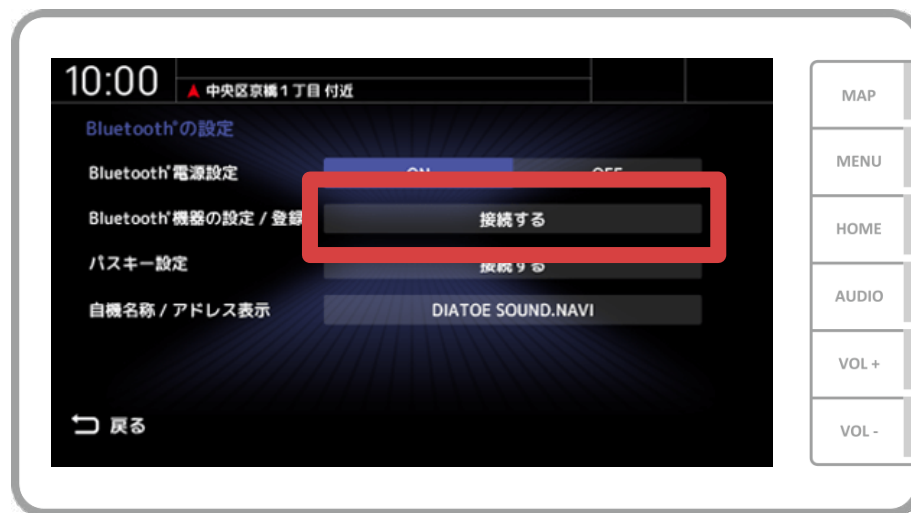 10:00
中央区京橋1丁目 付近
Bluetooth®の設定
Bluetooth®電源設定
Bluetooth®機器の設定 / 登録 接続する
パスキー設定 接続する
自機名称 / アドレス表示 DIATOE SOUND.NAVI
戻る
MAP
MENU
HOME
AUDIO
VOL +
VOL -